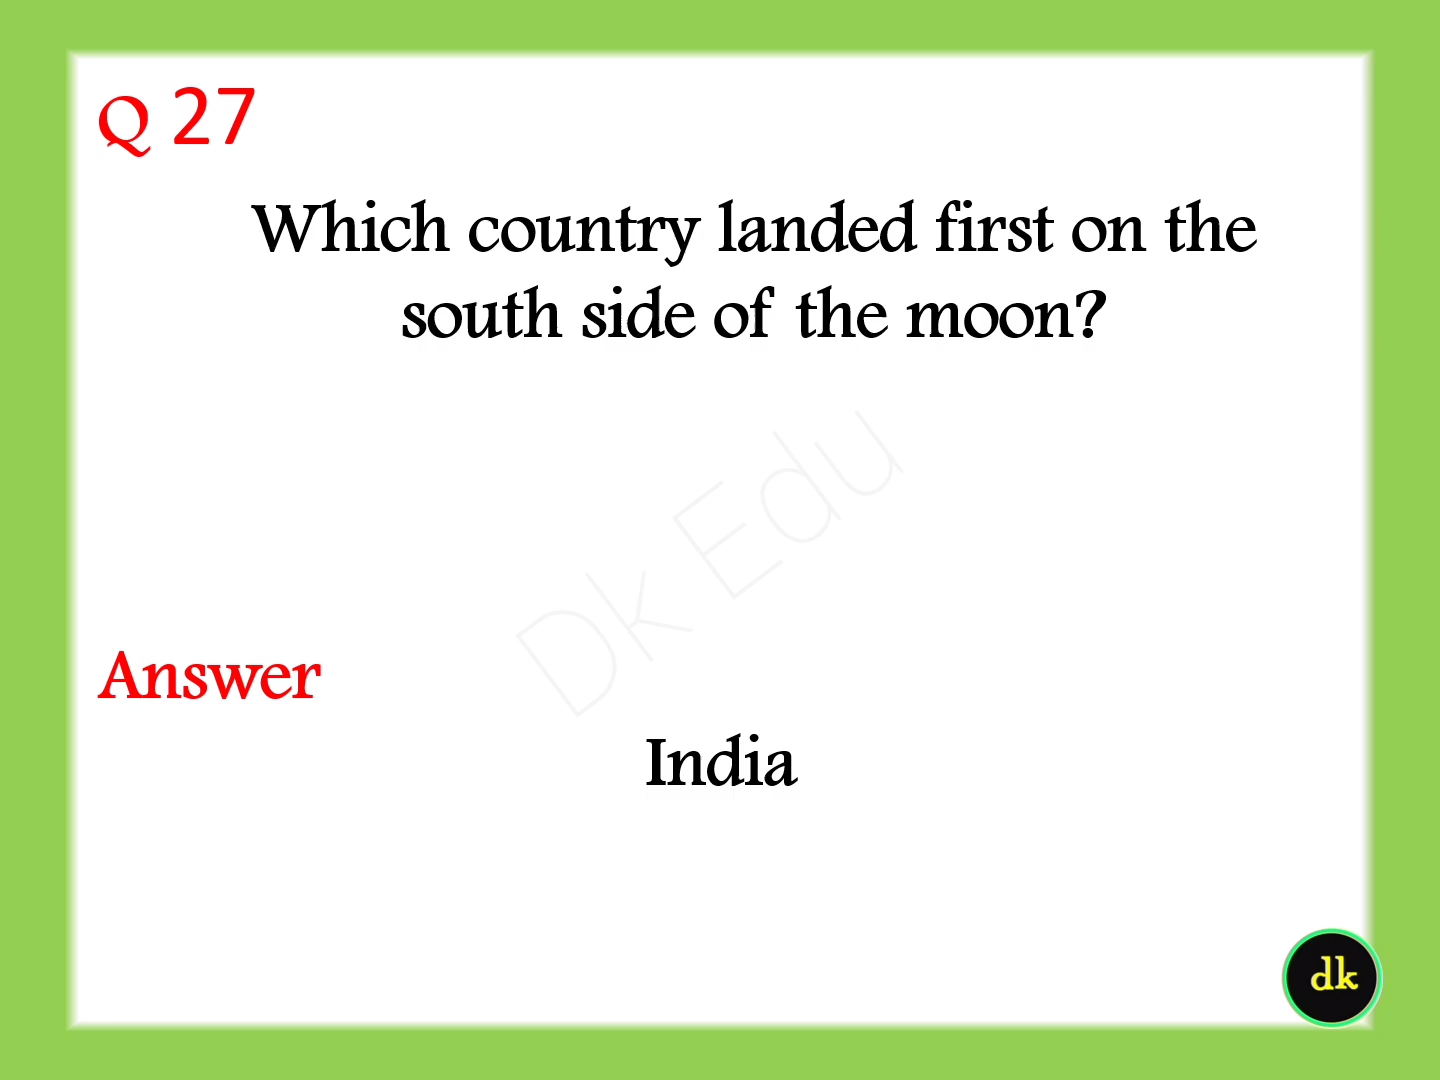 Q 27
Which country landed first on the
south side of the moon?
Dk Edu
Answer
India
dk